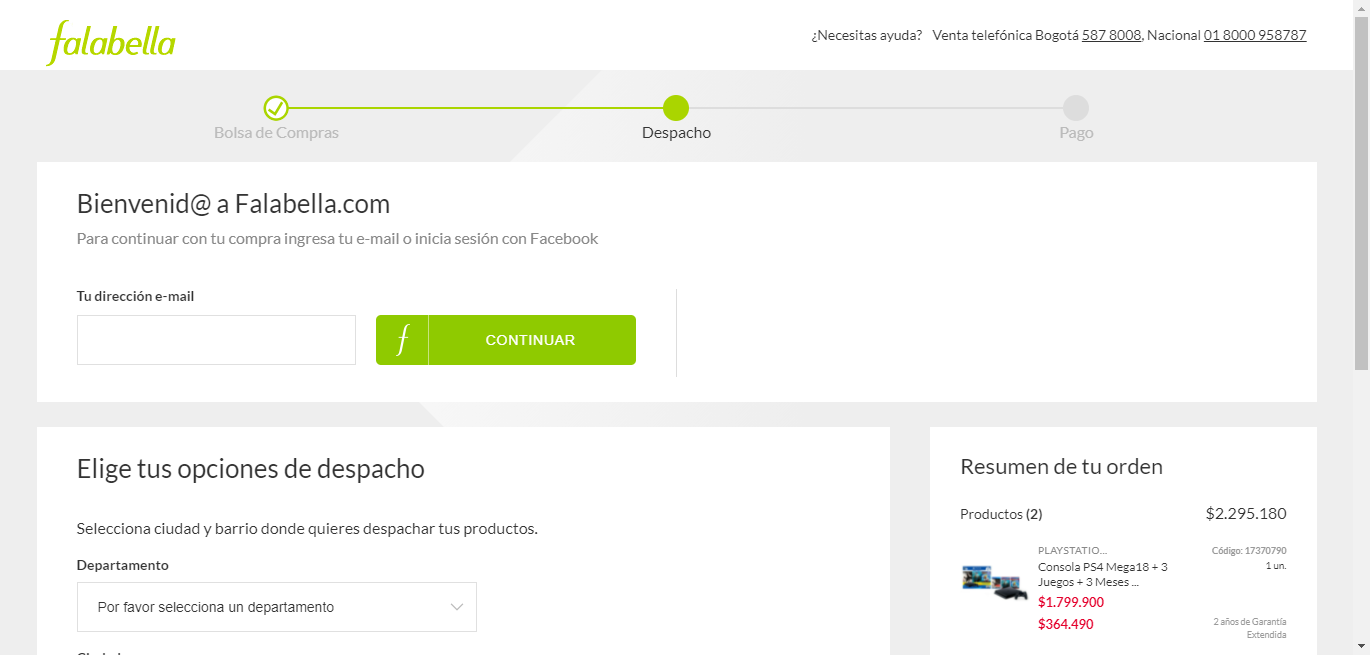 falabella
¿Necesitas ayuda? Venta telefónica Bogotá 587 8008, Nacional 01 8000 958787
Bolsa de Compras
Despacho
Pago
Bienvenid@ a Falabella.com
Para continuar con tu compra ingresa tu e-mail o inicia sesión con Facebook
Tu dirección e-mail
f CONTINUAR
Elige tus opciones de despacho
Selecciona ciudad y barrio donde quieres despachar tus productos.
Departamento
Por favor selecciona un departamento
Resumen de tu orden
Productos (2) $2.295.180
PLAYSTATIO... Código: 17370790
Consola PS4 Mega18 + 3 1 un.
Juegos + 3 Meses ...
$1.799.900
$364.490 2 años de Garantía
Extendida